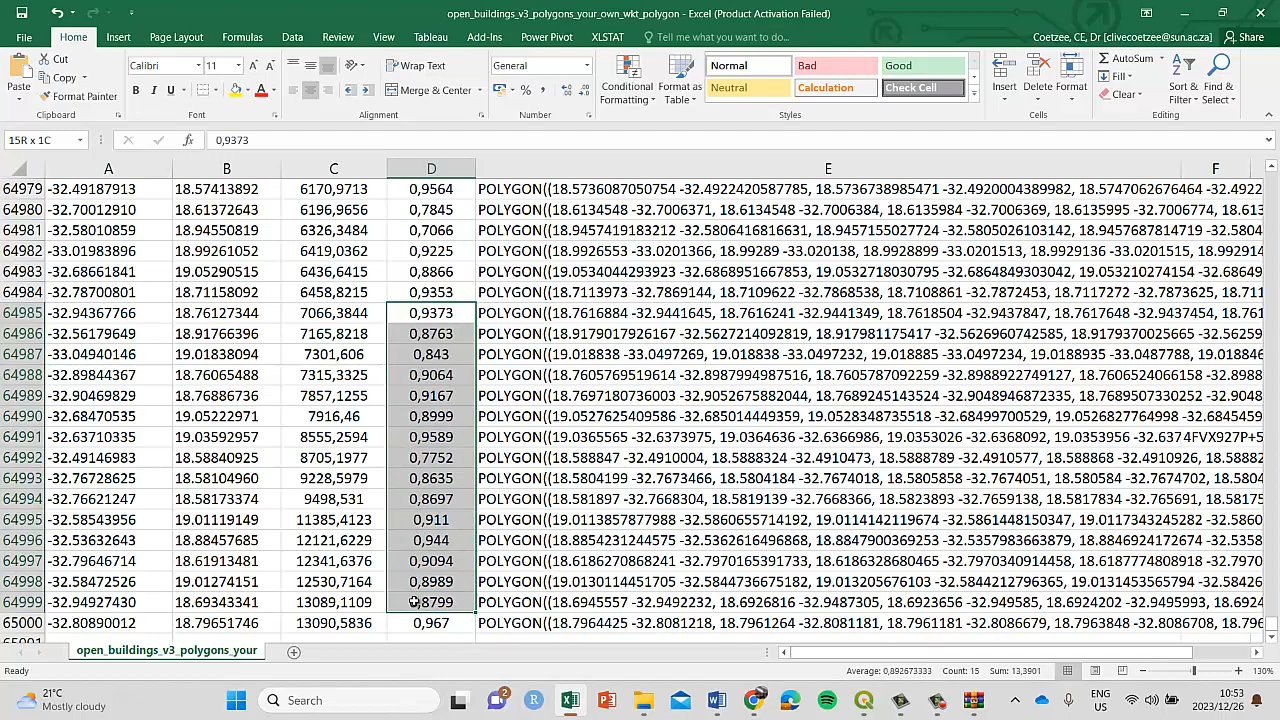 open_buildings_v3_polygons_your_own_wkt_polygon - Excel (Product Activation Failed)
File Home Insert Page Layout Formulas Data Review View Tableau Add-Ins Power Pivot XLSTAT Tell me what you want to do... Coetzee, CE, Dr [clivecoetzee@sun.ac.za] Share
Paste Cut Copy Format Painter Clipboard
Calibri 11 B I U A Font
Wrap Text Merge & Center Alignment
General % Number
Conditional Formatting Format as Table
Normal Bad Good
Neutral Calculation Check Cell
Styles
Insert Delete Format Cells
AutoSum Fill Clear Sort & Filter Find & Select Editing
15R x 1C fx 0,9373
A B C D E F
64979 -32.49187913 18.57413892 6170,9713 0,9564 POLYGON((18.5736087050754 -32.4922420587785, 18.5736738985471 -32.4920004389982, 18.5747062676464 -32.4922
64980 -32.70012910 18.61372643 6196,9656 0,7845 POLYGON((18.6134548 -32.7006371, 18.6134548 -32.7006384, 18.6135984 -32.7006369, 18.6135995 -32.7006774, 18.613
64981 -32.58010859 18.94550819 6326,3484 0,7066 POLYGON((18.9457419183212 -32.5806416816631, 18.9457155027724 -32.5805026103142, 18.9457687814719 -32.5122
64982 -33.01983896 18.99261052 6419,0362 0,9225 POLYGON((18.9926553 -33.0201366, 18.99289 -33.020138, 18.9928899 -33.0201513, 18.9929136 -33.0201515, 18.992914
64983 -32.68661841 19.05290515 6436,6415 0,8866 POLYGON((19.0534044293923 -32.6868951667853, 19.0532718030795 -32.6864849303042, 19.053210274154 -32.68649
64984 -32.78700801 18.71158092 6458,8215 0,9353 POLYGON((18.7113973 -32.7869144, 18.7109622 -32.7868538, 18.7108861 -32.7872453, 18.7117272 -32.7873625, 18.711
64985 -32.94367766 18.76127344 7066,3844 0,9373 POLYGON((18.7616884 -32.9441645, 18.7616241 -32.9441349, 18.7618504 -32.9437847, 18.7617648 -32.9437454, 18.761
64986 -32.56179649 18.91766396 7165,8218 0,8763 POLYGON((18.9179017926167 -32.5627214092819, 18.917981175417 -32.5626960742585, 18.9179370765 -32.56259
64987 -33.04940146 19.01838094 7301,606 0,843 POLYGON((19.018838 -33.0497269, 19.018838 -33.0497232, 19.018885 -33.0497234, 19.0188935 -33.0487788, 19.018846
64988 -32.89844367 18.76065488 7315,3325 0,9064 POLYGON((18.7605769519614 -32.8987994987516, 18.7605787092259 -32.8988922749127, 18.7606524066158 -32.8988
64989 -32.90469829 18.76886736 7857,1255 0,9167 POLYGON((18.7697180736003 -32.9052675882044, 18.7689245143524 -32.9048946872335, 18.7689507330252 -32.9048
64990 -32.68470535 19.05222971 7916,46 0,8999 POLYGON((19.0527625409586 -32.685014449359, 19.0528348735518 -32.68499700529, 19.0526827764998 -32.6845459
64991 -32.63710335 19.03592957 8555,2594 0,9589 POLYGON((19.0365565 -32.6373975, 19.0364636 -32.6366986, 19.0353026 -32.6368092, 19.0356926 -32.6374FVX927P+5
64992 -32.49146983 18.58840925 8705,1977 0,7752 POLYGON((18.588847 -32.4910004, 18.5888324 -32.4910471, 18.5888789 -32.4910577, 18.588868 -32.4910926, 18.5882
64993 -32.76728625 18.58104960 9228,5979 0,8635 POLYGON((18.5804199 -32.7673466, 18.5804184 -32.7674078, 18.5805858 -32.7674051, 18.580584 -32.7674702, 18.5804
64994 -32.76621247 18.58173374 9498,531 0,8697 POLYGON((18.581897 -32.7668304, 18.5819139 -32.7668366, 18.5823893 -32.7659138, 18.5817834 -32.765691, 18.58175
64995 -32.58543956 19.01119149 11385,4123 0,911 POLYGON((19.0113857877988 -32.5860655714192, 19.0114142119674 -32.5861448150347, 19.0117343245282 -32.5860
64996 -32.53632643 18.88457685 12121,6229 0,944 POLYGON((18.8854231244575 -32.5362616496868, 18.8847900369253 -32.5357983663879, 18.8846924172674 -32.5358
64997 -32.79646714 18.61913481 12341,6376 0,9094 POLYGON((18.6186270868241 -32.7970165391733, 18.6186328680465 -32.7970340914458, 18.6187774808918 -32.7970
64998 -32.58472526 19.01274151 12530,7164 0,8989 POLYGON((19.0130114451705 -32.5844736675182, 19.013205676103 -32.5844212796365, 19.0131453565794 -32.58426
64999 -32.94927430 18.69343341 13089,1109 0,8799 POLYGON((18.6945557 -32.9492232, 18.6926816 -32.9487305, 18.6923656 -32.949585, 18.6942101 -32.9495993, 18.6924
65000 -32.80890012 18.79651746 13090,5836 0,967 POLYGON((18.7964425 -32.8081218, 18.7961264 -32.8083181, 18.7961181 -32.8086679, 18.7963848 -32.8086708, 18.796
open_buildings_v3_polygons_your
Ready Average: 0,892673333 Count: 15 Sum: 13,3901 130%
21°C
Mostly cloudy
Search
2
ENG
US
10:53
2023/12/26